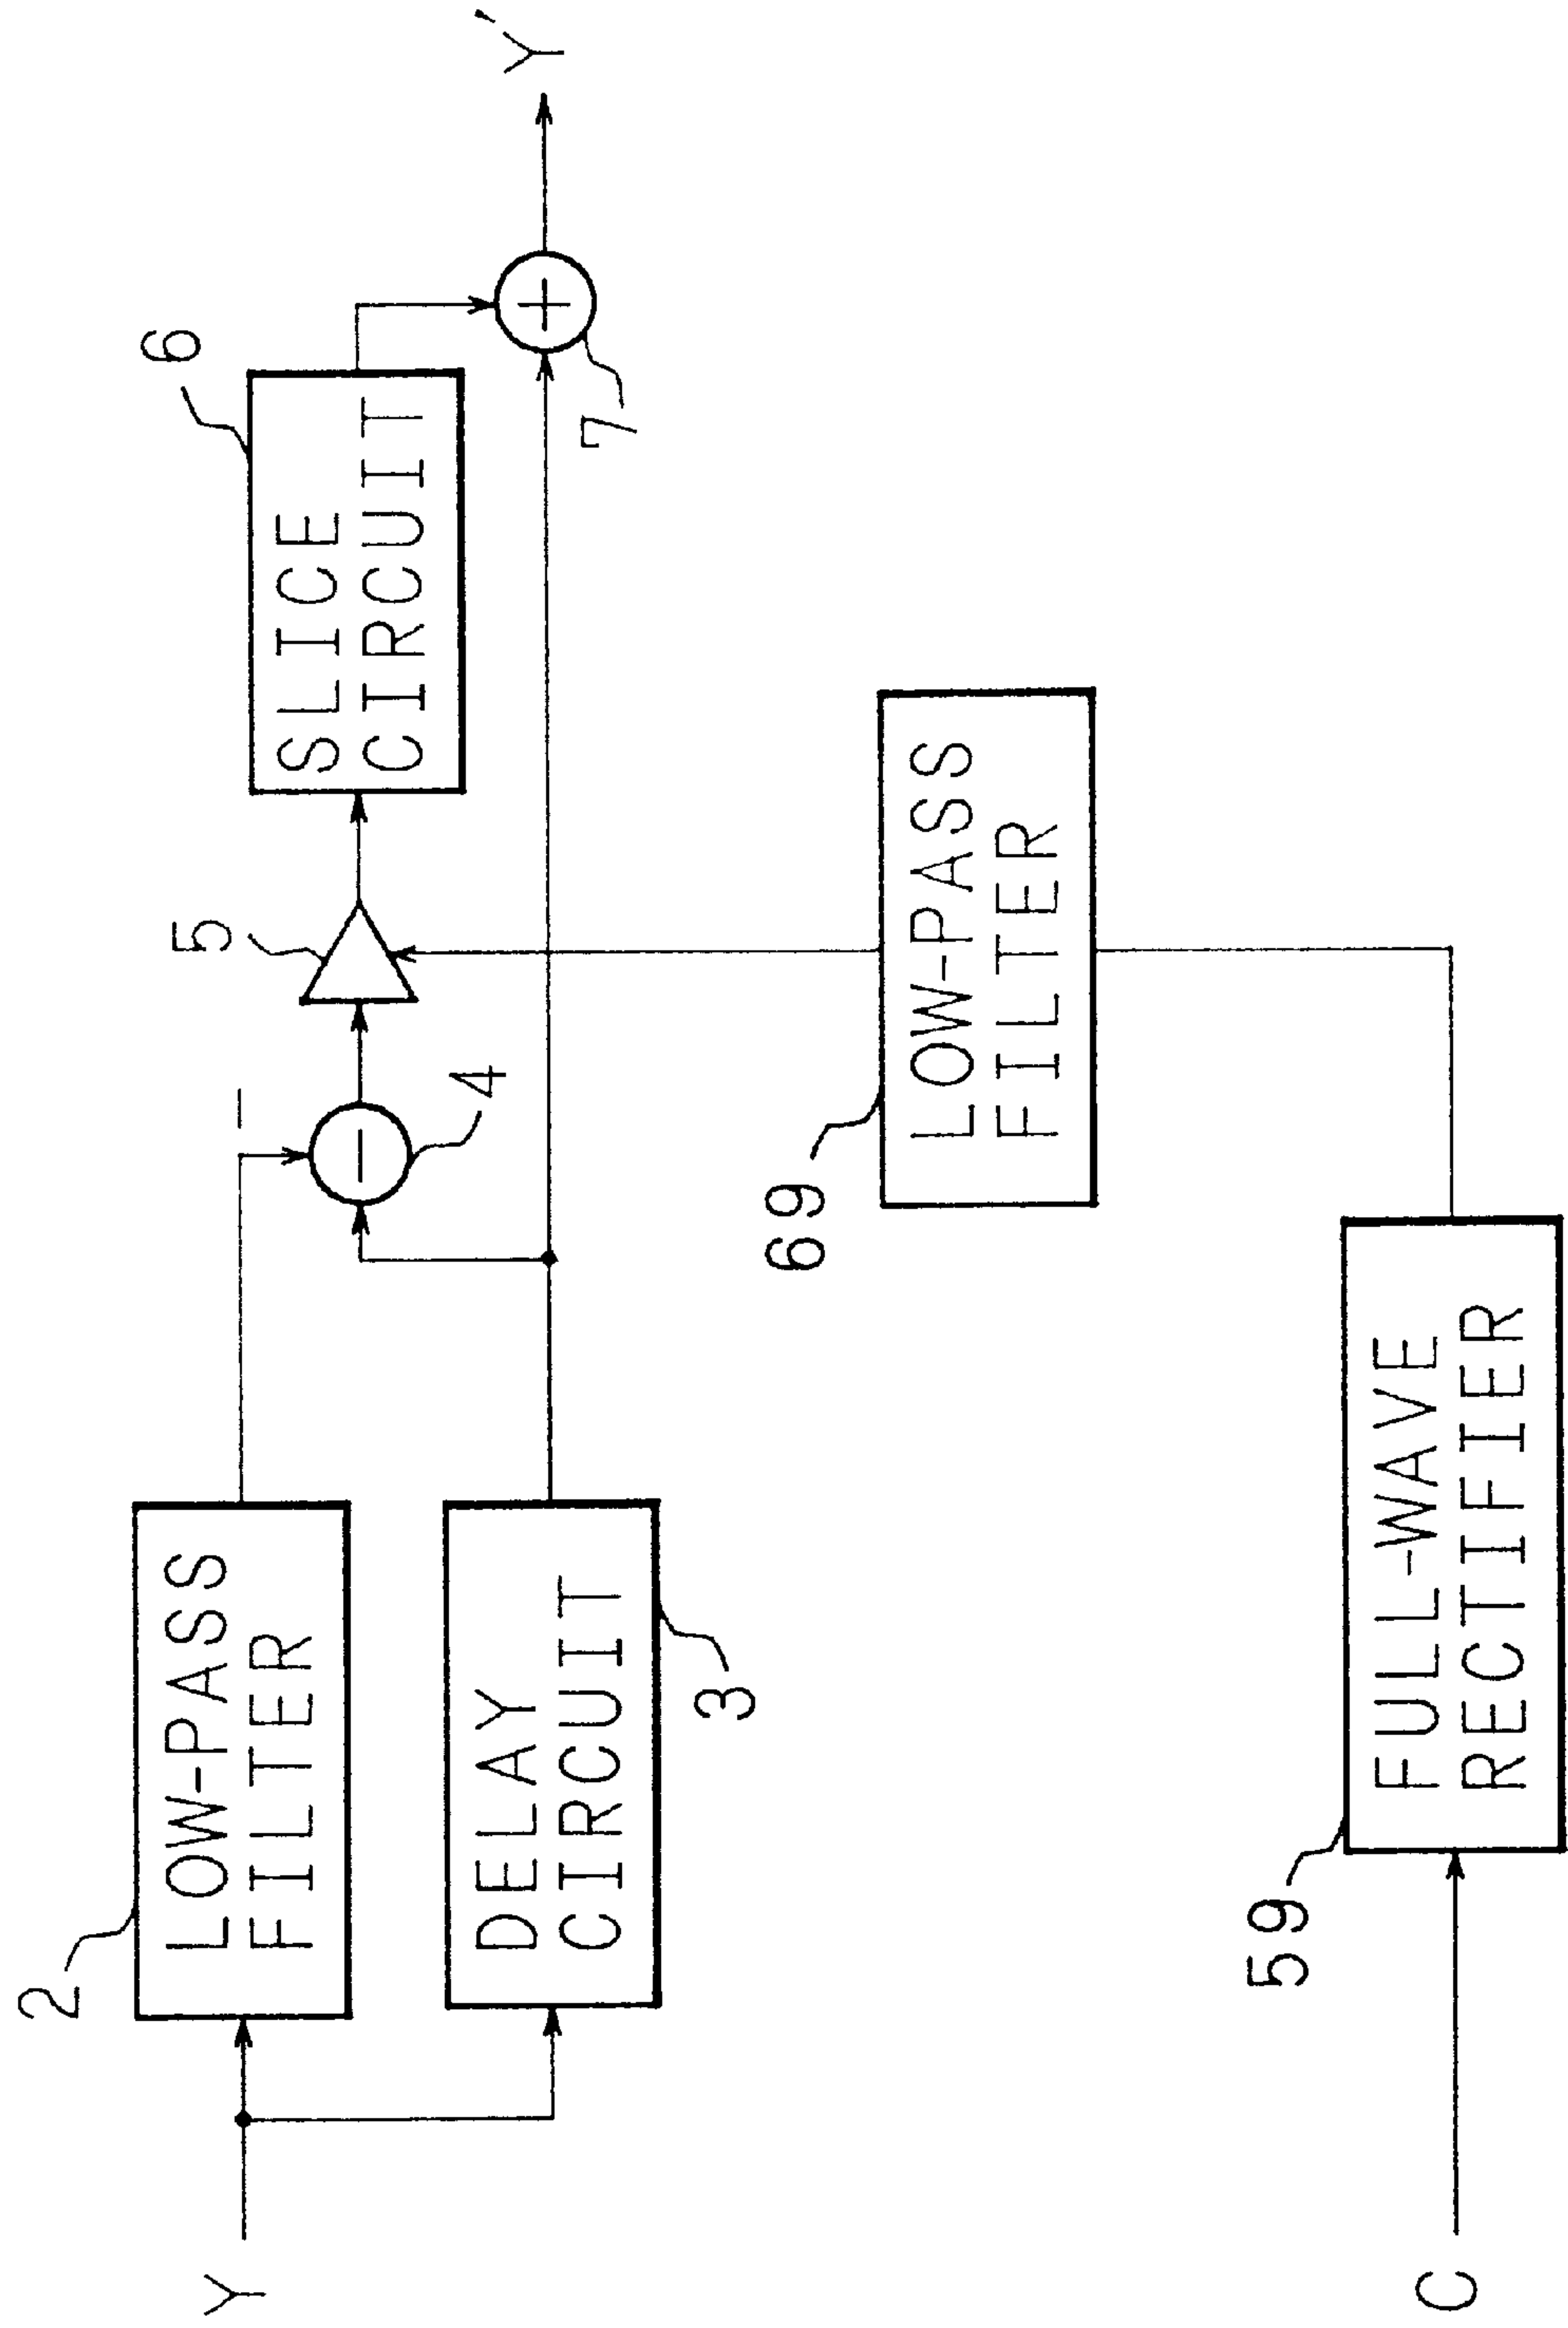 Y
2
LOW-PASS
FILTER
DELAY
CIRCUIT
3
−
−
4
5
SLICE
CIRCUIT
6
+
7
Y'
69
LOW-PASS
FILTER
C
59
FULL-WAVE
RECTIFIER